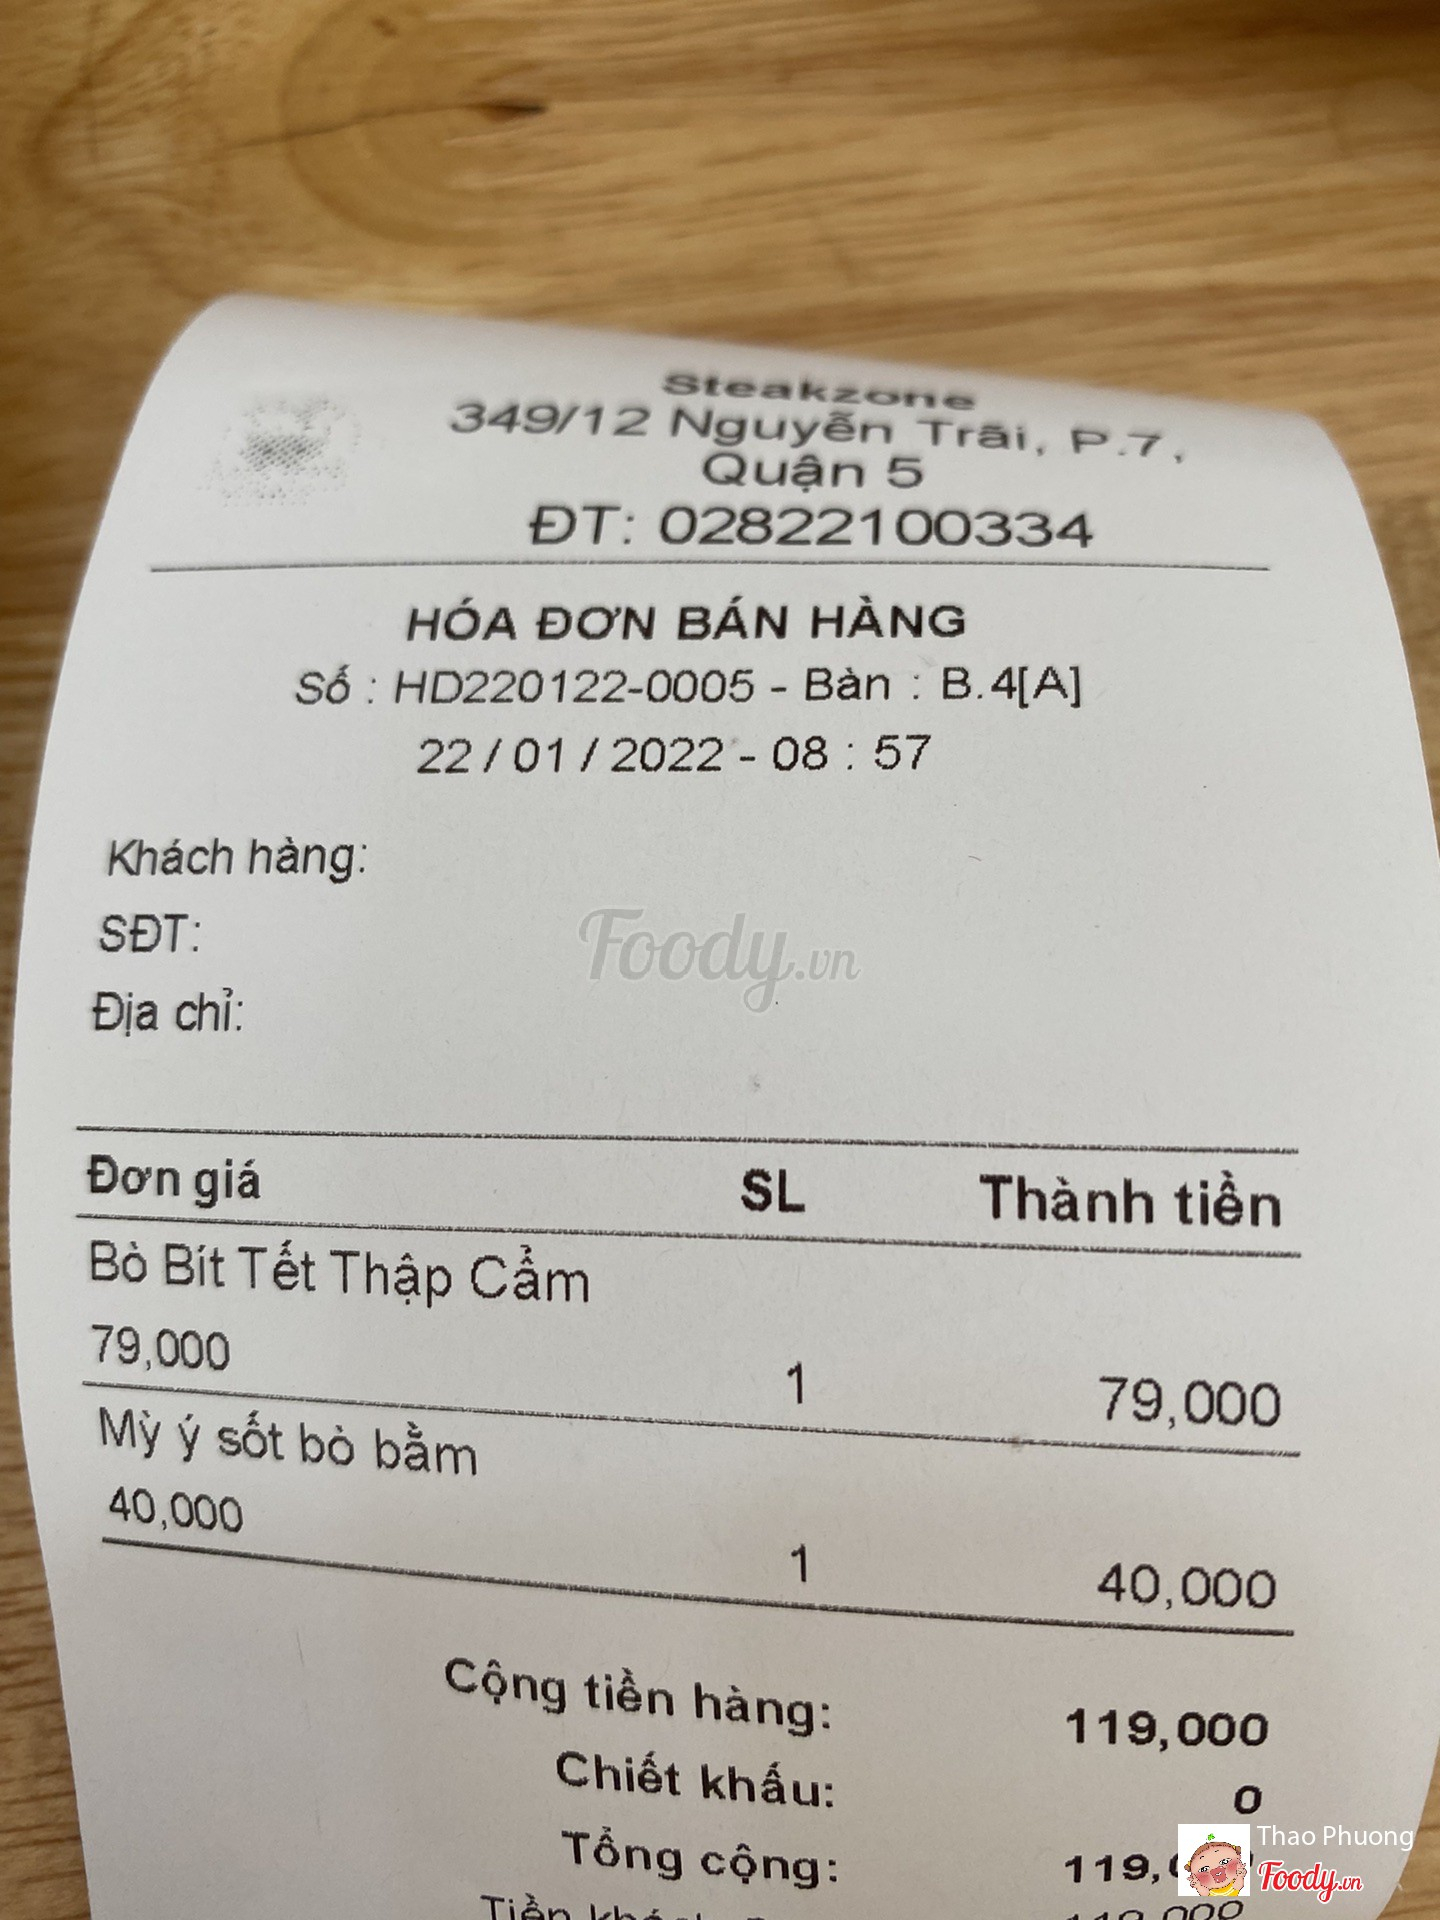 Steakzone
349/12 Nguyễn Trãi, P.7,
Quận 5
ĐT: 02822100334
HÓA ĐƠN BÁN HÀNG
Số : HD220122-0005 - Bàn : B.4[A]
22 / 01 / 2022 - 08 : 57
Khách hàng:
SĐT:
Địa chỉ:
Foody.vn
Đơn giá SL Thành tiền
Bò Bít Tết Thập Cẩm
79,000 1 79,000
Mỳ ý sốt bò bằm
40,000 1 40,000
Cộng tiền hàng: 119,000
Chiết khấu: 0
Tổng cộng: 119,
Thao Phuong
Foody.vn
Tiền